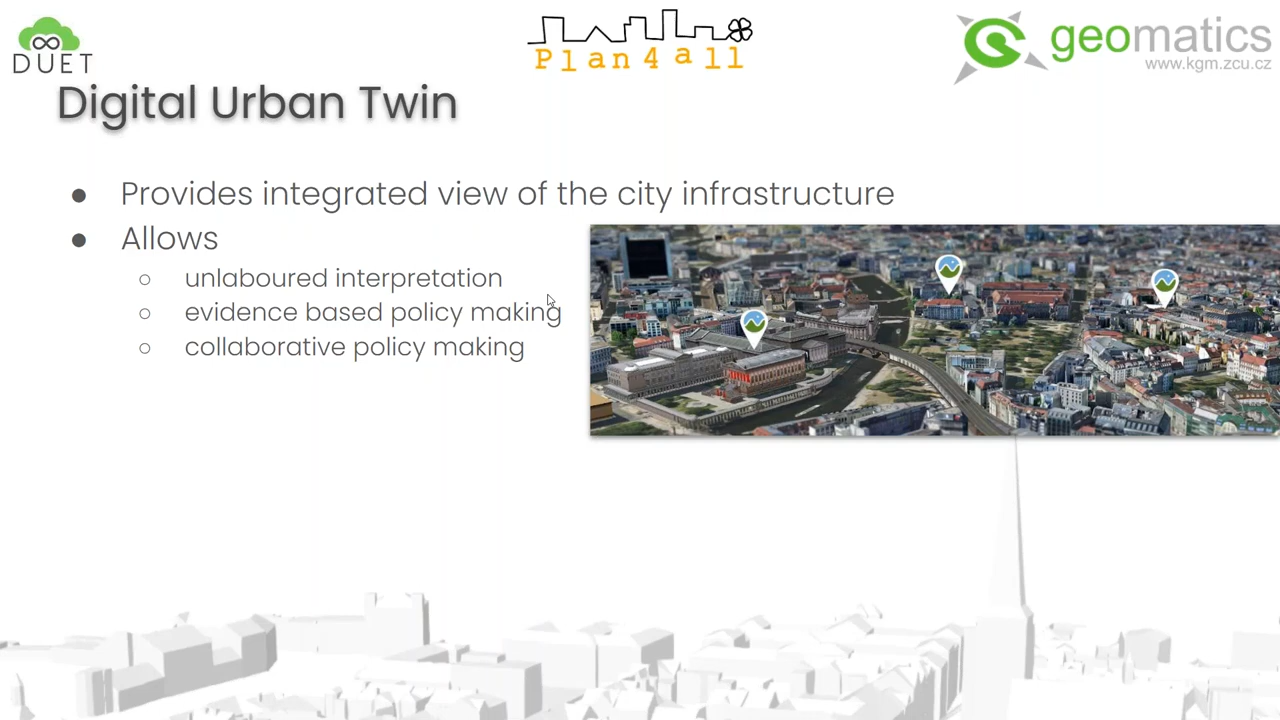 DUET
Plan4all
geomatics
www.kgm.zcu.cz
Digital Urban Twin
● Provides integrated view of the city infrastructure
● Allows
○ unlaboured interpretation
○ evidence based policy making
○ collaborative policy making